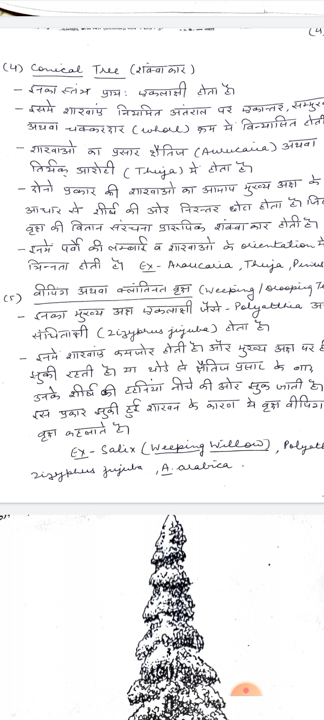 (4
(4) Conical Tree (शंक्वाकार)
- इनका स्तंभ प्रायः एकलाक्षी होता है।
- इसमे शाखाएं नियमित अंतराल पर एकान्तर, सम्मुख
अथवा चक्करदार (whorl) क्रम में विन्यासित होती
- शाखाओं का प्रसार क्षैतिज (Auricaria) अथवा
तिर्यक आरोही (Thuja) में होता है।
- दोनो प्रकार की शाखाओं का आमाप मुख्य अक्ष के
आधार से शीर्ष की ओर निरन्तर छोटा होता है।
वृक्ष की वितान संरचना प्रारूपिक शंक्वाकार होती है।
- इनमे पर्वो की लम्बाई व शाखाओं के orientation मे
भिन्नता होती है। Ex- Araucaria, Thuja, Pinus
(5) वीपिंग अथवा क्लांतिनत वृक्ष (Weeping/Drooping
- इनका मुख्य अक्ष एकलाक्षी जैसे - Polyalthia अ
संधिताक्षी (zizyphus jujuba) होता है।
- इनमे शाखाएं कमजोर होती है। और मुख्य अक्ष पर ही
झुकी रहती है। या थोडे से क्षैतिज प्रसार के बाद
उनके शीर्ष की टहनियां नीचे की ओर झुक जाती है।
इस प्रकार झुकी हुई शाखन के कारण ये वृक्ष वीपिंग
वृक्ष कहलाते है।
Ex- Salix (Weeping Willow), Polyalt
zizyphus jujuba, A. arabica.